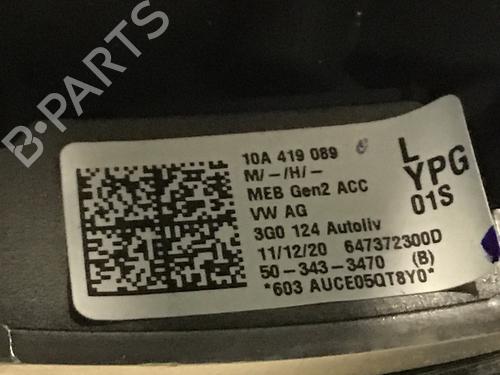 B-PARTS
10A 419 089
L
M/-/H/-
YPG
MEB Gen2 ACC
01S
VW AG
3G0 124 Autoliv
11/12/20 647372300D
50-343-3470 (B)
*603 AUCE05QT8Y0*